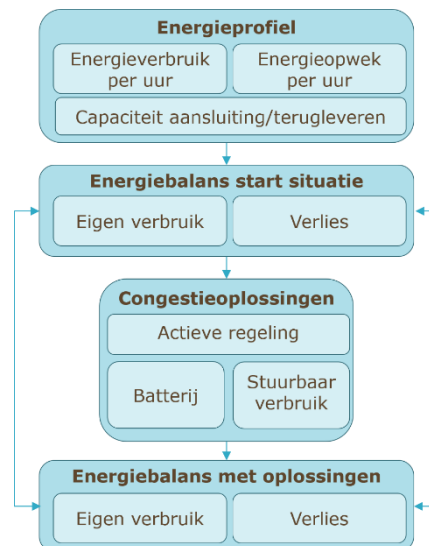 Energieprofiel
Energieverbruik
per uur
Energieopwek
per uur
Capaciteit aansluiting/terugleveren
Energiebalans start situatie
Eigen verbruik
Verlies
Congestieoplossingen
Actieve regeling
Batterij
Stuurbaar
verbruik
Energiebalans met oplossingen
Eigen verbruik
Verlies